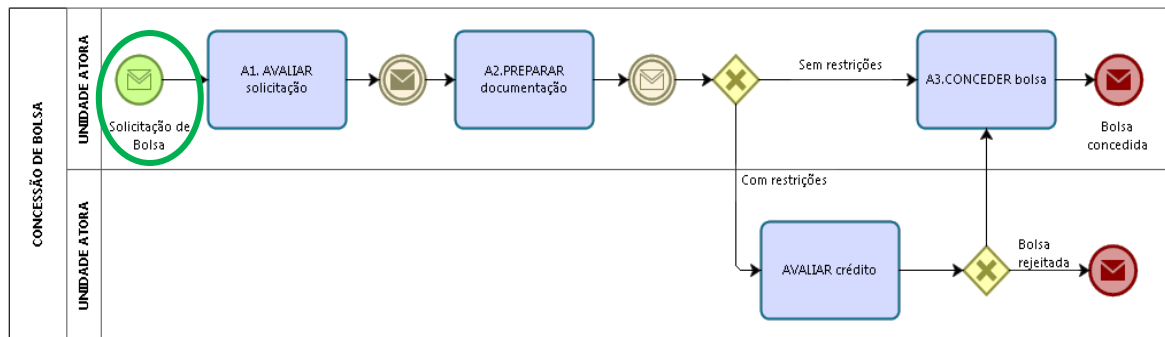 CONCESSÃO DE BOLSA
UNIDADE ATORA
Solicitação de
Bolsa
A1. AVALIAR
solicitação
A2.PREPARAR
documentação
Sem restrições
A3.CONCEDER bolsa
Bolsa
concedida
Com restrições
UNIDADE ATORA
AVALIAR crédito
Bolsa
rejeitada